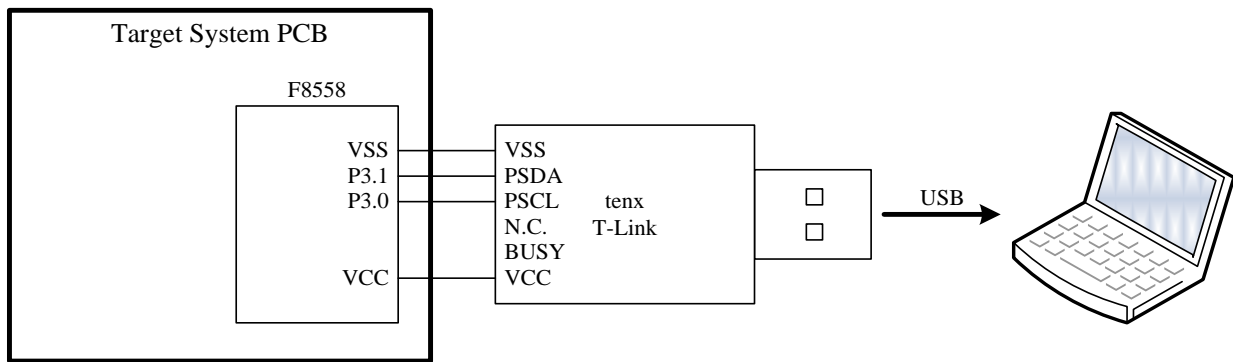 Target System PCB
F8558
VSS
P3.1
P3.0
VCC
VSS
PSDA
PSCL
N.C.
BUSY
VCC
tenx
T-Link
USB